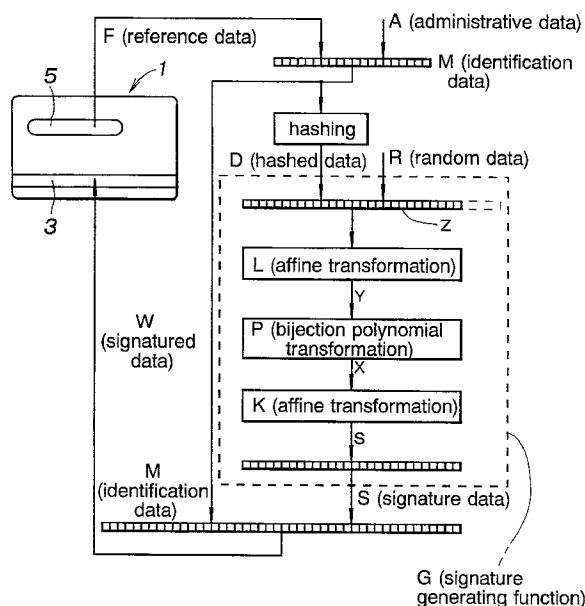 F (reference data)
A (administrative data)
M (identification
data)
1
5
3
hashing
D (hashed data)
R (random data)
Z
L (affine transformation)
Y
P (bijection polynomial
transformation)
X
K (affine transformation)
S
W
(signatured
data)
M
(identification
data)
S (signature data)
G (signature
generating function)